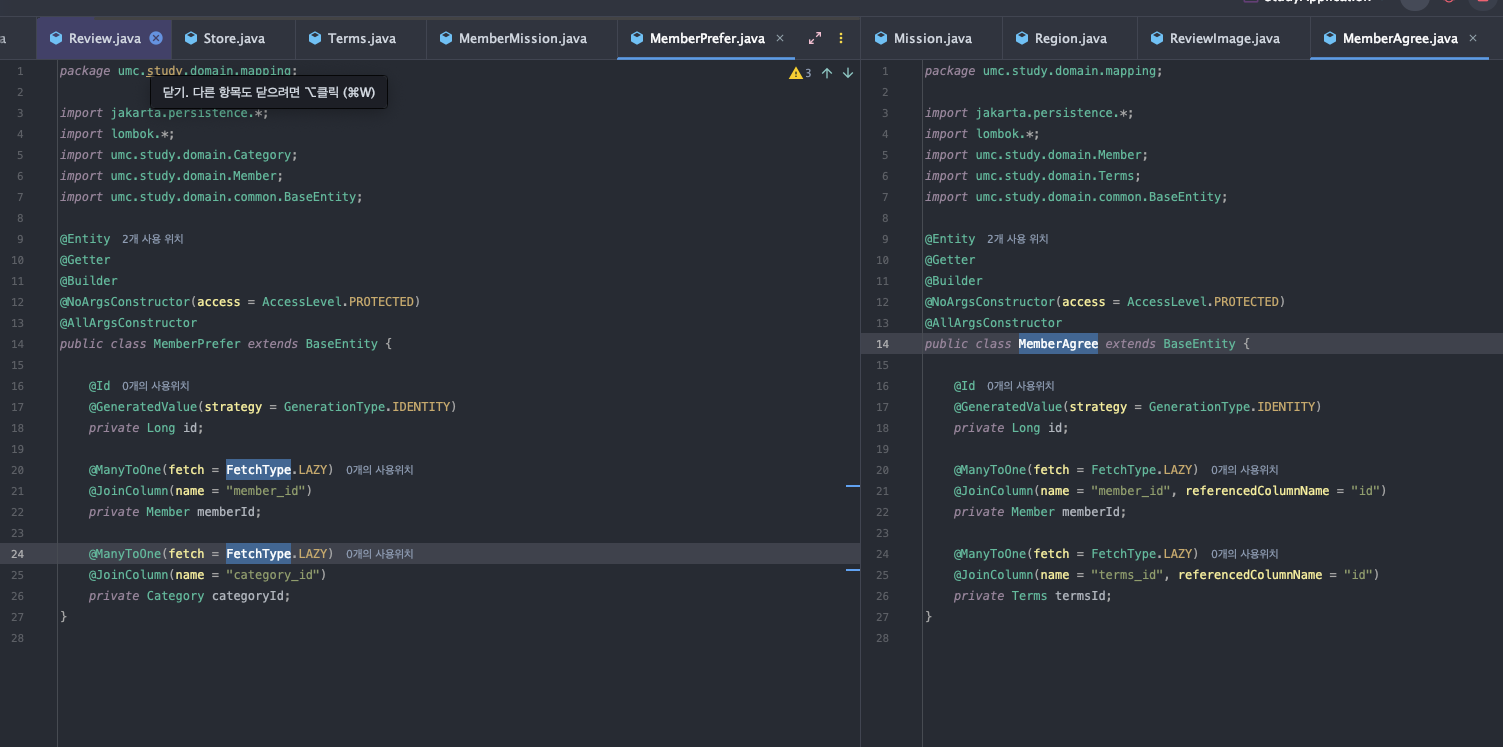 a
Review.java
Store.java
Terms.java
MemberMission.java
MemberPrefer.java
Mission.java
Region.java
ReviewImage.java
MemberAgree.java
닫기. 다른 항목도 닫으려면 ⌥클릭 (⌘W)
3
1 package umc.study.domain.mapping;
2
3 import jakarta.persistence.*;
4 import lombok.*;
5 import umc.study.domain.Category;
6 import umc.study.domain.Member;
7 import umc.study.domain.common.BaseEntity;
8
9 @Entity 2개 사용 위치
10 @Getter
11 @Builder
12 @NoArgsConstructor(access = AccessLevel.PROTECTED)
13 @AllArgsConstructor
14 public class MemberPrefer extends BaseEntity {
15
16 @Id 0개의 사용위치
17 @GeneratedValue(strategy = GenerationType.IDENTITY)
18 private Long id;
19
20 @ManyToOne(fetch = FetchType.LAZY) 0개의 사용위치
21 @JoinColumn(name = "member_id")
22 private Member memberId;
23
24 @ManyToOne(fetch = FetchType.LAZY) 0개의 사용위치
25 @JoinColumn(name = "category_id")
26 private Category categoryId;
27 }
28
1 package umc.study.domain.mapping;
2
3 import jakarta.persistence.*;
4 import lombok.*;
5 import umc.study.domain.Member;
6 import umc.study.domain.Terms;
7 import umc.study.domain.common.BaseEntity;
8
9 @Entity 2개 사용 위치
10 @Getter
11 @Builder
12 @NoArgsConstructor(access = AccessLevel.PROTECTED)
13 @AllArgsConstructor
14 public class MemberAgree extends BaseEntity {
15
16 @Id 0개의 사용위치
17 @GeneratedValue(strategy = GenerationType.IDENTITY)
18 private Long id;
19
20 @ManyToOne(fetch = FetchType.LAZY) 0개의 사용위치
21 @JoinColumn(name = "member_id", referencedColumnName = "id")
22 private Member memberId;
23
24 @ManyToOne(fetch = FetchType.LAZY) 0개의 사용위치
25 @JoinColumn(name = "terms_id", referencedColumnName = "id")
26 private Terms termsId;
27 }
28